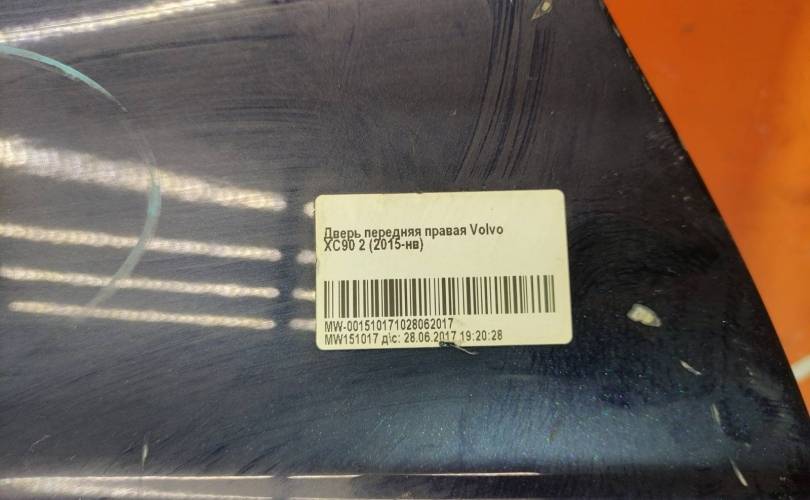 Дверь передняя правая Volvo
XC90 2 (2015-нв)
MW-001510171028062017
MW151017 д\с: 28.06.2017 19:20:28